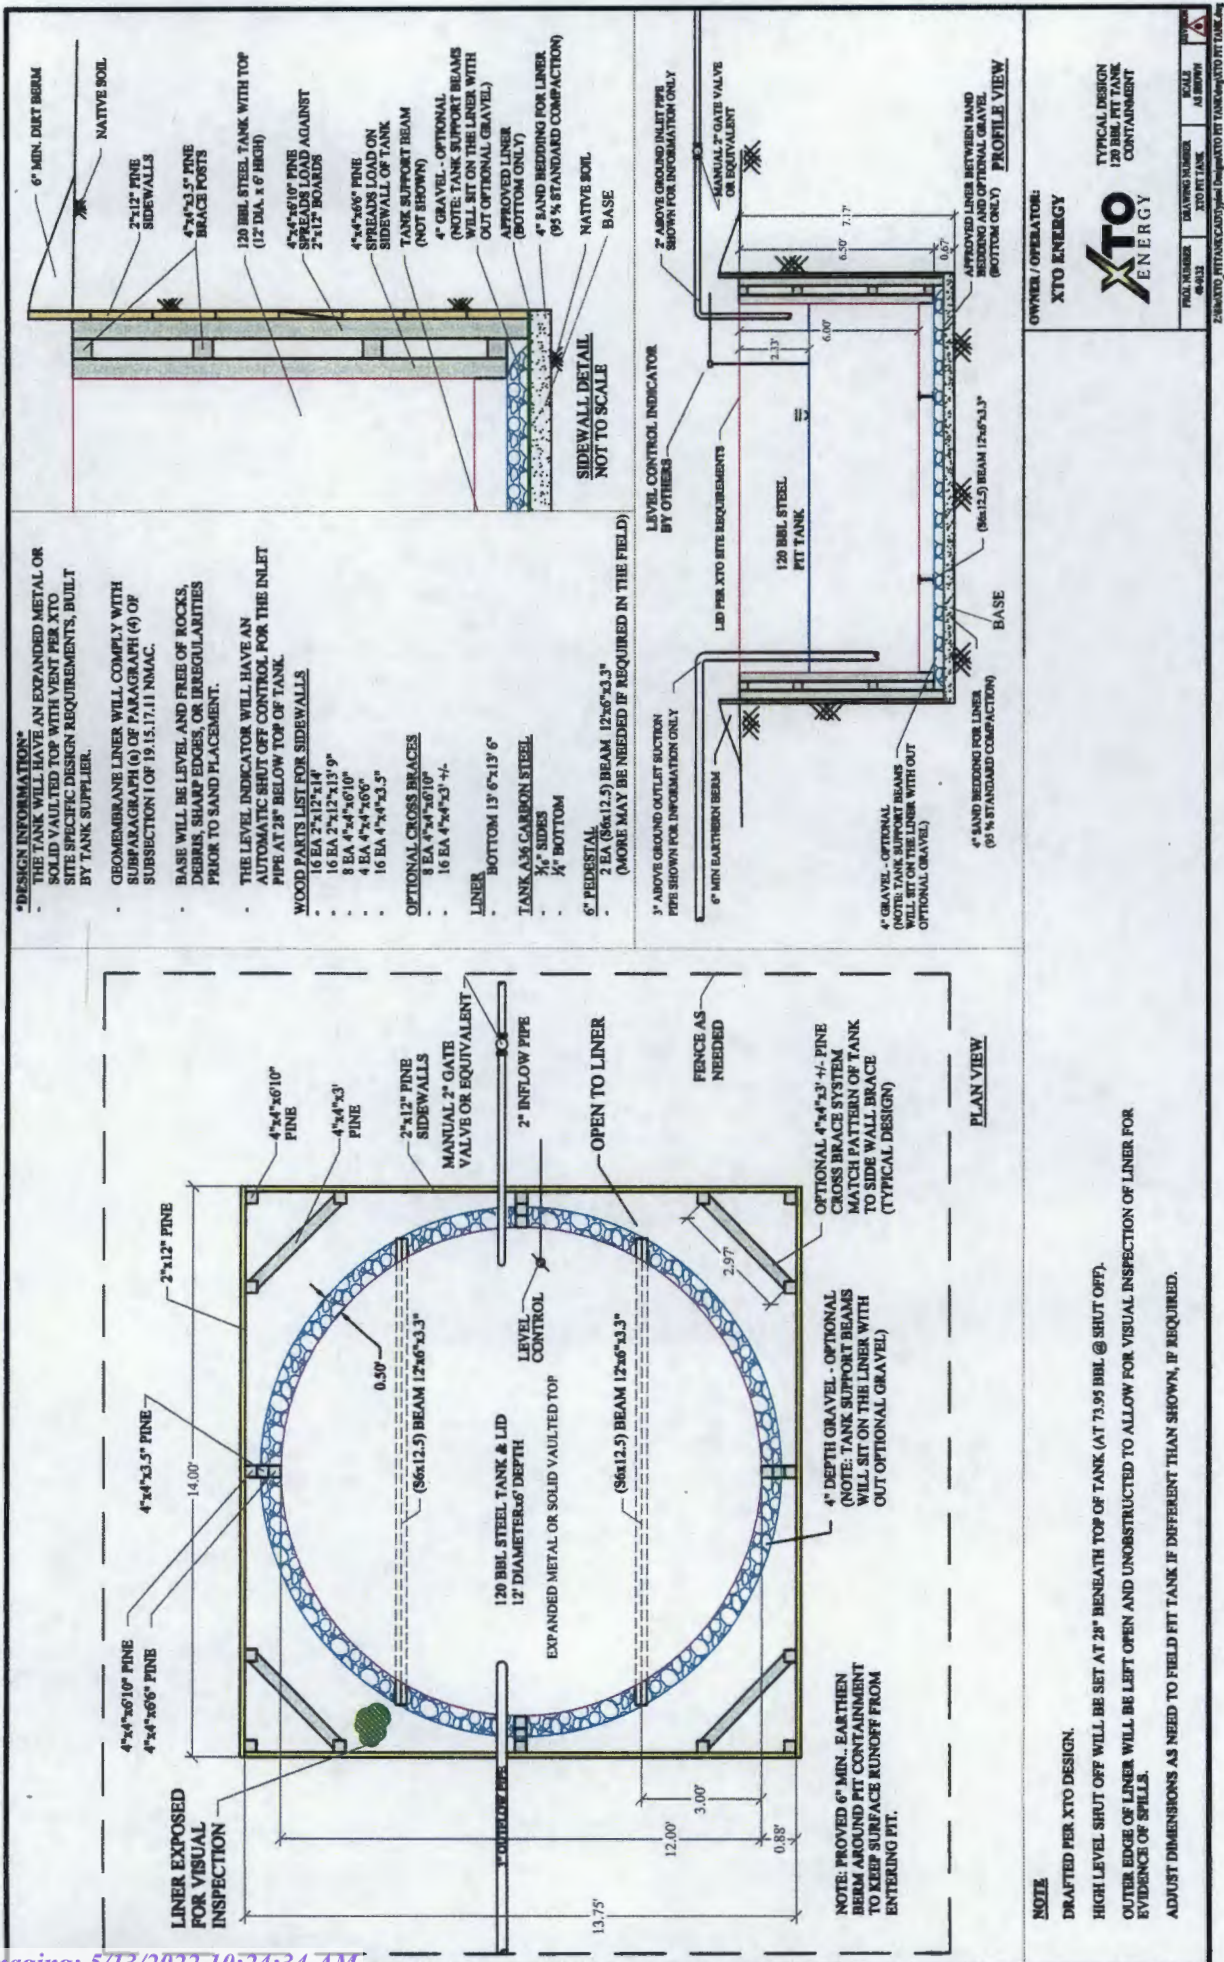 *DESIGN INFORMATION*
- THE TANK WILL HAVE AN EXPANDED METAL OR
SOLID VAULTED TOP WITH VENT PER XTO
SITE SPECIFIC DESIGN REQUIREMENTS, BUILT
BY TANK SUPPLIER.
- GEOMEMBRANE LINER WILL COMPLY WITH
SUBPARAGRAPH (a) OF PARAGRAPH (4) OF
SUBSECTION I OF 19.15.17.11 NMAC.
- BASE WILL BE LEVEL AND FREE OF ROCKS,
DEBRIS, SHARP EDGES, OR IRREGULARITIES
PRIOR TO SAND PLACEMENT.
- THE LEVEL INDICATOR WILL HAVE AN
AUTOMATIC SHUT OFF CONTROL FOR THE INLET
PIPE AT 28" BELOW TOP OF TANK.
WOOD PARTS LIST FOR SIDEWALLS
- 16 EA 2"x12"x14'
- 16 EA 2"x12"x13' 9"
- 8 EA 4"x4"x6'10"
- 4 EA 4"x4"x6'6"
- 16 EA 4"x4"x3.5"
OPTIONAL CROSS BRACES
- 8 EA 4"x4"x6'10"
- 16 EA 4"x4"x3' +/-
LINER
- BOTTOM 13' 6"x13' 6"
TANK A36 CARBON STEEL
- 3/16" SIDES
- 1/4" BOTTOM
6" PEDESTAL
- 2 EA (S6x12.5) BEAM 12'x6"x3.3"
(MORE MAY BE NEEDED IF REQUIRED IN THE FIELD)
6" MIN. DIRT BERM
NATIVE SOIL
2"x12" PINE
SIDEWALLS
4"x4"x3.5" PINE
BRACE POSTS
120 BBL STEEL TANK WITH TOP
(12' DIA. x 6' HIGH)
4"x4"x6'10" PINE
SPREADS LOAD AGAINST
2"x12" BOARDS
4"x4"x6'6" PINE
SPREADS LOAD ON
SIDEWALL OF TANK
TANK SUPPORT BEAM
(NOT SHOWN)
4" GRAVEL - OPTIONAL
(NOTE: TANK SUPPORT BEAMS
WILL SIT ON THE LINER WITH
OUT OPTIONAL GRAVEL)
APPROVED LINER
(BOTTOM ONLY)
4" SAND BEDDING FOR LINER
(95 % STANDARD COMPACTION)
NATIVE SOIL
BASE
SIDEWALL DETAIL
NOT TO SCALE
LINER EXPOSED
FOR VISUAL
INSPECTION
4"x4"x6'10" PINE
4"x4"x6'6" PINE
4"x4"x3.5" PINE
14.00'
2"x12" PINE
4"x4"x6'10"
PINE
4"x4"x3'
PINE
2"x12" PINE
SIDEWALLS
MANUAL 2" GATE
VALVE OR EQUIVALENT
2" INFLOW PIPE
OPEN TO LINER
FENCE AS
NEEDED
0.50'
(S6x12.5) BEAM 12'x6"x3.3"
120 BBL STEEL TANK & LID
12' DIAMETERx6' DEPTH
EXPANDED METAL OR SOLID VAULTED TOP
LEVEL
CONTROL
(S6x12.5) BEAM 12'x6"x3.3"
3" OUTFLOW PIPE
2.97'
OPTIONAL 4"x4"x3' +/- PINE
CROSS BRACE SYSTEM
MATCH PATTERN OF TANK
TO SIDE WALL BRACE
(TYPICAL DESIGN)
4" DEPTH GRAVEL - OPTIONAL
(NOTE: TANK SUPPORT BEAMS
WILL SIT ON THE LINER WITH
OUT OPTIONAL GRAVEL)
3.00'
12.00'
0.88'
13.75'
NOTE: PROVED 6" MIN.. EARTHEN
BERM AROUND PIT CONTAINMENT
TO KEEP SURFACE RUNOFF FROM
ENTERING PIT.
PLAN VIEW
3" ABOVE GROUND OUTLET SUCTION
PIPE SHOWN FOR INFORMATION ONLY
6" MIN EARTHERN BERM
LID PER XTO SITE REQUIREMENTS
LEVEL CONTROL INDICATOR
BY OTHERS
2" ABOVE GROUND INLET PIPE
SHOWN FOR INFORMATION ONLY
MANUAL 2" GATE VALVE
OR EQUIVALENT
120 BBL STEEL
PIT TANK
2.33'
6.00'
6.50'
7.17'
0.67'
4" GRAVEL - OPTIONAL
(NOTE: TANK SUPPORT BEAMS
WILL SIT ON THE LINER WITH OUT
OPTIONAL GRAVEL)
4" SAND BEDDING FOR LINER
(95 % STANDARD COMPACTION)
BASE
(S6x12.5) BEAM 12'x6"x3.3"
APPROVED LINER BETWEEN SAND
BEDDING AND OPTIONAL GRAVEL
(BOTTOM ONLY)
PROFILE VIEW
NOTE
DRAFTED PER XTO DESIGN.
HIGH LEVEL SHUT OFF WILL BE SET AT 28" BENEATH TOP OF TANK (AT 73.95 BBL @ SHUT OFF).
OUTER EDGE OF LINER WILL BE LEFT OPEN AND UNOBSTRUCTED TO ALLOW FOR VISUAL INSPECTION OF LINER FOR
EVIDENCE OF SPILLS.
ADJUST DIMENSIONS AS NEED TO FIELD FIT TANK IF DIFFERENT THAN SHOWN, IF REQUIRED.
OWNER / OPERATOR:
XTO ENERGY
XTO
ENERGY
TYPICAL DESIGN
120 BBL PIT TANK
CONTAINMENT
PROJ. NUMBER
DRAWING NUMBER
XTO PIT TANK
SCALE
AS SHOWN
REVISION
5/13/2022 10:24:34 AM